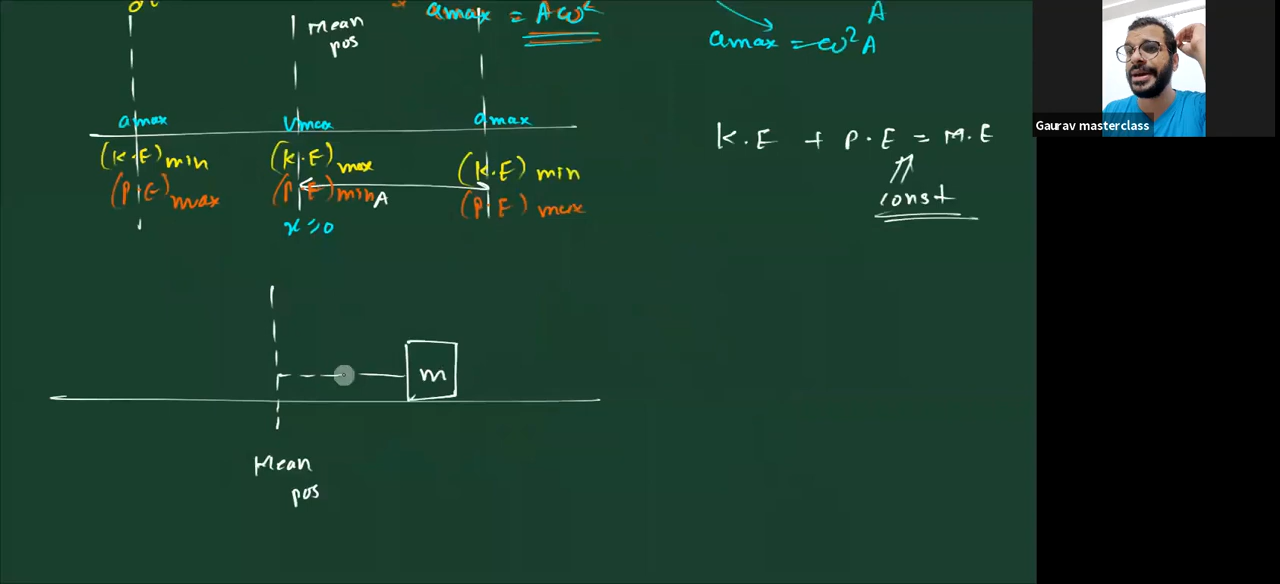 Mean
pos
amax = Aω²
A
amax = ω²A
Gaurav masterclass
amax Vmax amax
(K.E)min (K.E)max (K.E) min
(P.E)max (P.E)min A (P.E) max
K.E + P.E = M.E
const
m
Mean
pos